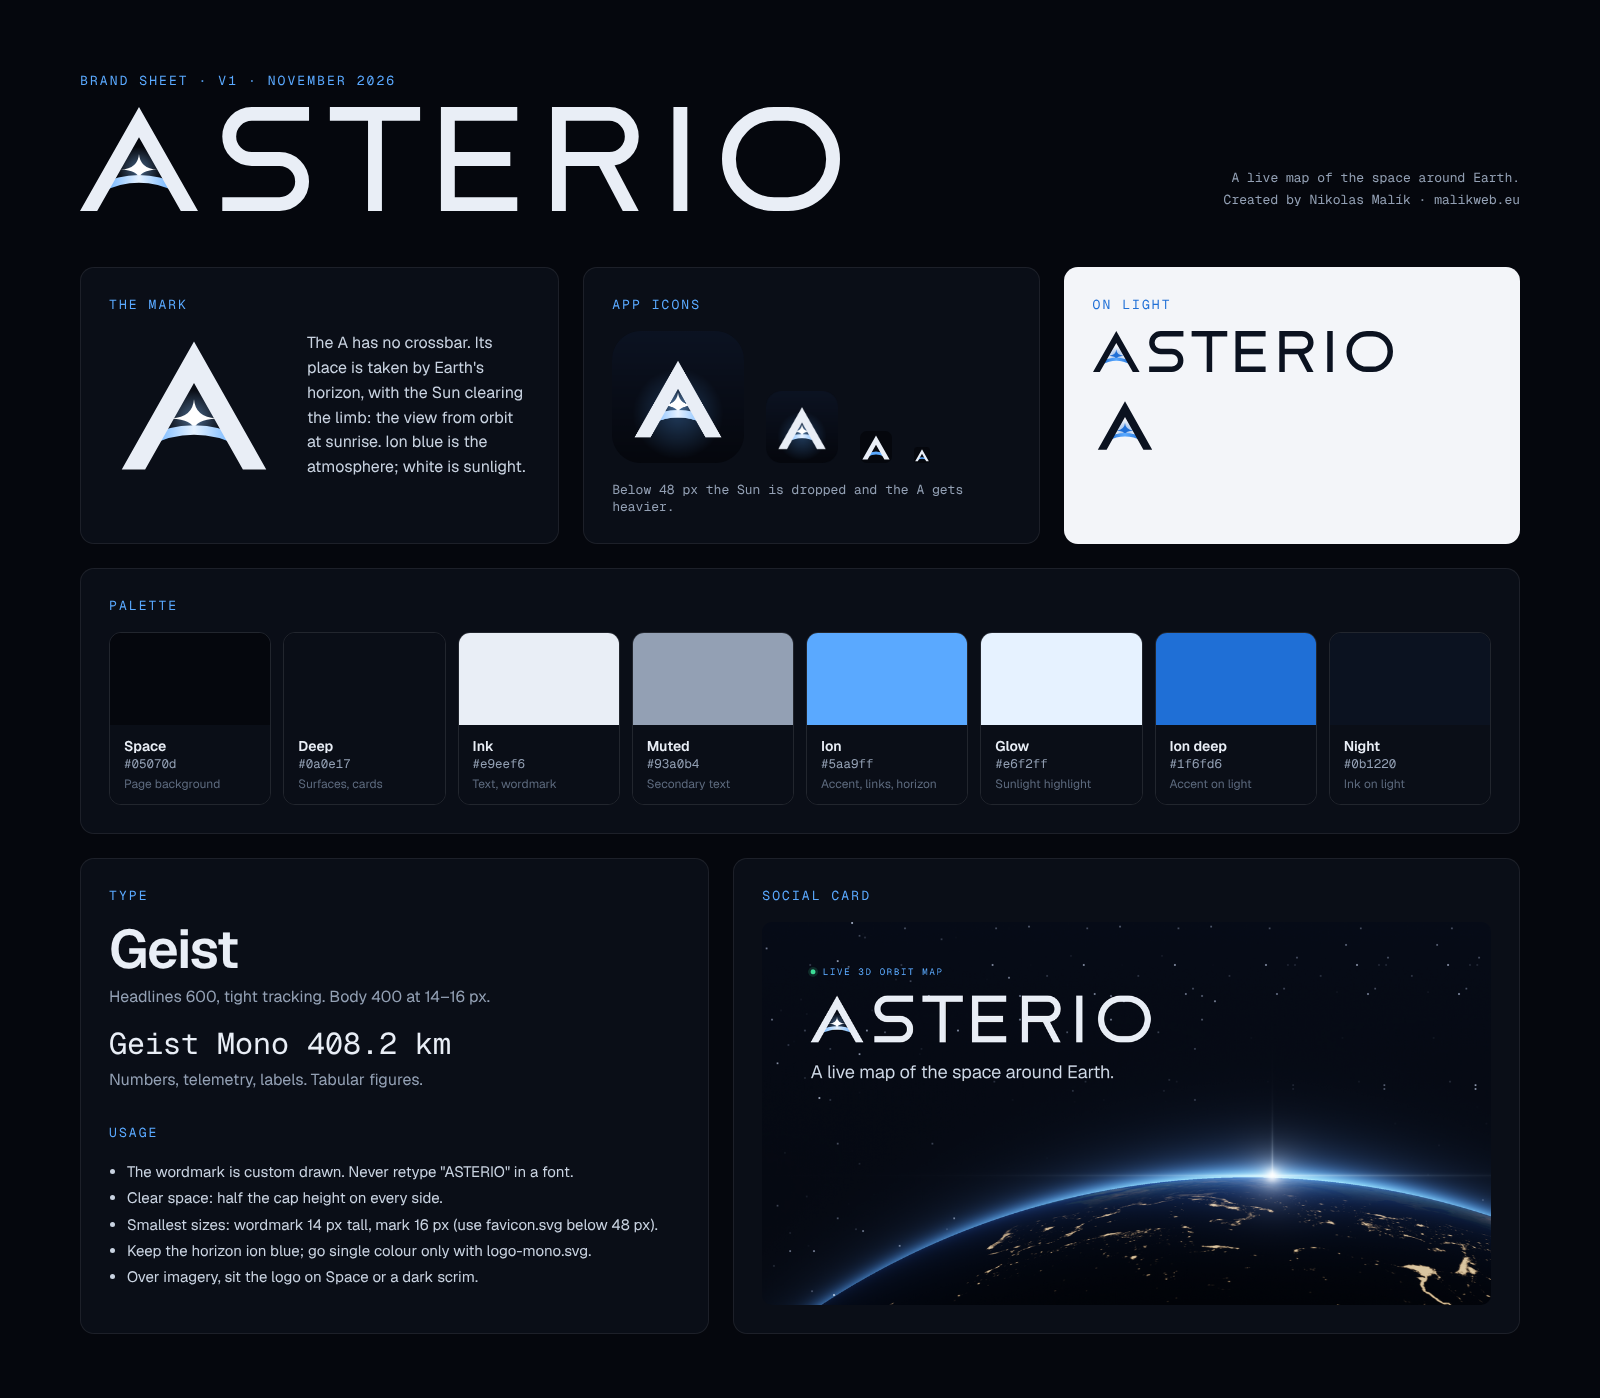 BRAND SHEET · V1 · NOVEMBER 2026
ASTERIO
A live map of the space around Earth.
Created by Nikolas Malík · malikweb.eu
THE MARK
The A has no crossbar. Its
place is taken by Earth's
horizon, with the Sun clearing
the limb: the view from orbit
at sunrise. Ion blue is the
atmosphere; white is sunlight.
APP ICONS
Below 48 px the Sun is dropped and the A gets
heavier.
ON LIGHT
ASTERIO
PALETTE
Space
#05070d
Page background
Deep
#0a0e17
Surfaces, cards
Ink
#e9eef6
Text, wordmark
Muted
#93a0b4
Secondary text
Ion
#5aa9ff
Accent, links, horizon
Glow
#e6f2ff
Sunlight highlight
Ion deep
#1f6fd6
Accent on light
Night
#0b1220
Ink on light
TYPE
Geist
Headlines 600, tight tracking. Body 400 at 14–16 px.
Geist Mono 408.2 km
Numbers, telemetry, labels. Tabular figures.
USAGE
• The wordmark is custom drawn. Never retype "ASTERIO" in a font.
• Clear space: half the cap height on every side.
• Smallest sizes: wordmark 14 px tall, mark 16 px (use favicon.svg below 48 px).
• Keep the horizon ion blue; go single colour only with logo-mono.svg.
• Over imagery, sit the logo on Space or a dark scrim.
SOCIAL CARD
LIVE 3D ORBIT MAP
ASTERIO
A live map of the space around Earth.